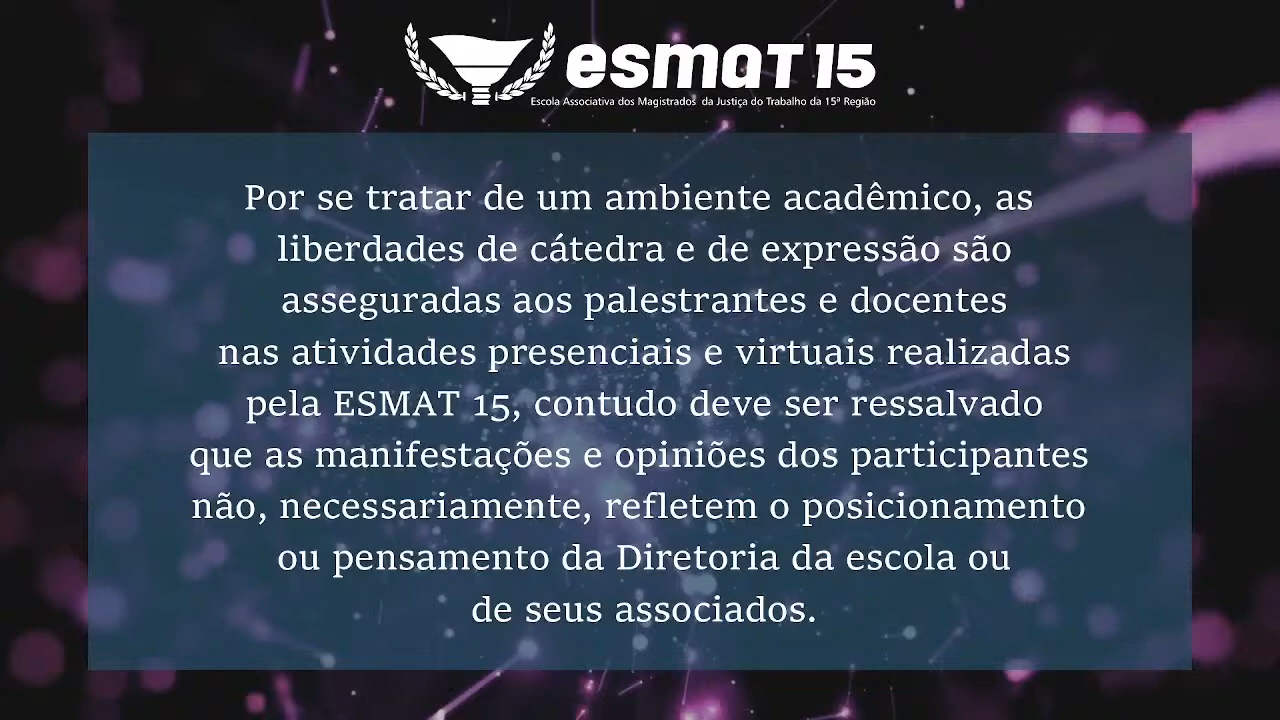 esmat 15
Escola Associativa dos Magistrados da Justiça do Trabalho da 15ª Região
Por se tratar de um ambiente acadêmico, as
liberdades de cátedra e de expressão são
asseguradas aos palestrantes e docentes
nas atividades presenciais e virtuais realizadas
pela ESMAT 15, contudo deve ser ressalvado
que as manifestações e opiniões dos participantes
não, necessariamente, refletem o posicionamento
ou pensamento da Diretoria da escola ou
de seus associados.